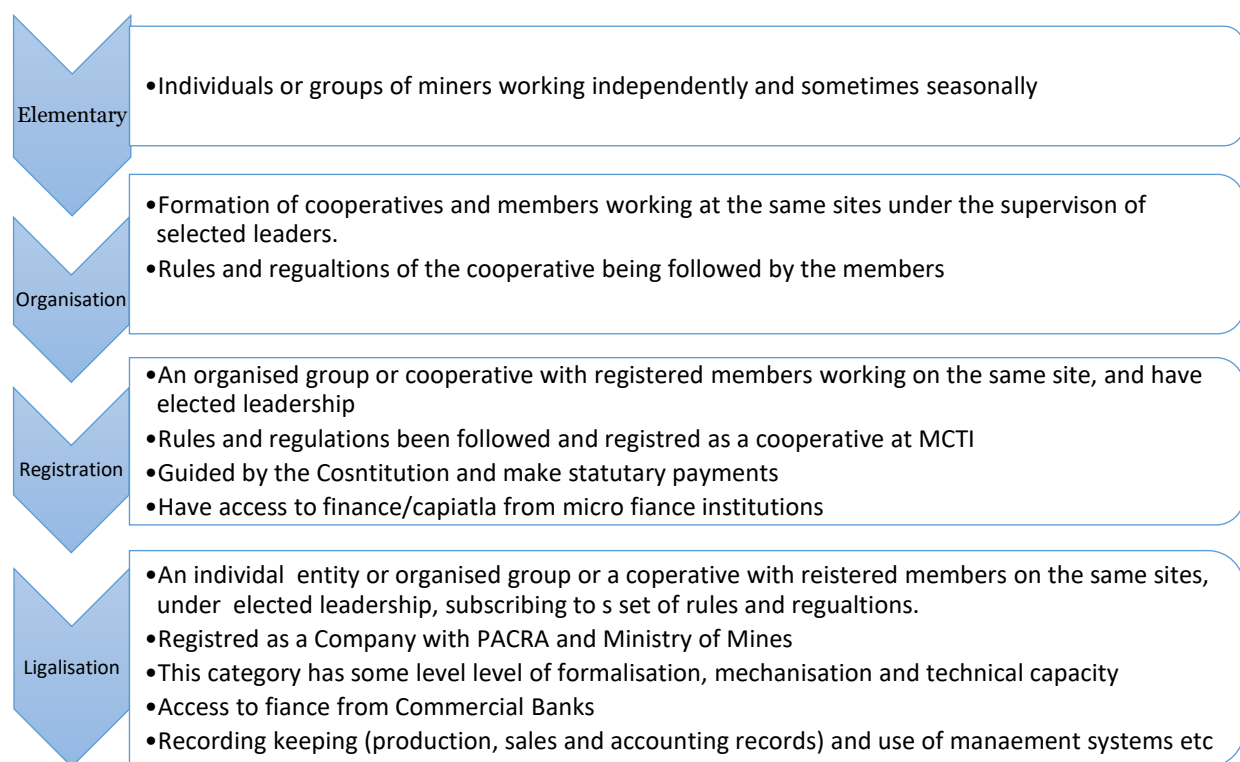 Elementary
•Individuals or groups of miners working independently and sometimes seasonally
Organisation
•Formation of cooperatives and members working at the same sites under the supervison of
selected leaders.
•Rules and regualtions of the cooperative being followed by the members
Registration
•An organised group or cooperative with registered members working on the same site, and have
elected leadership
•Rules and regulations been followed and registred as a cooperative at MCTI
•Guided by the Cosntitution and make statutary payments
•Have access to finance/capiatla from micro fiance institutions
Ligalisation
•An individal  entity or organised group or a coperative with reistered members on the same sites,
under  elected leadership, subscribing to s set of rules and regualtions.
•Registred as a Company with PACRA and Ministry of Mines
•This category has some level level of formalisation, mechanisation and technical capacity
•Access to fiance from Commercial Banks
•Recording keeping (production, sales and accounting records) and use of manaement systems etc